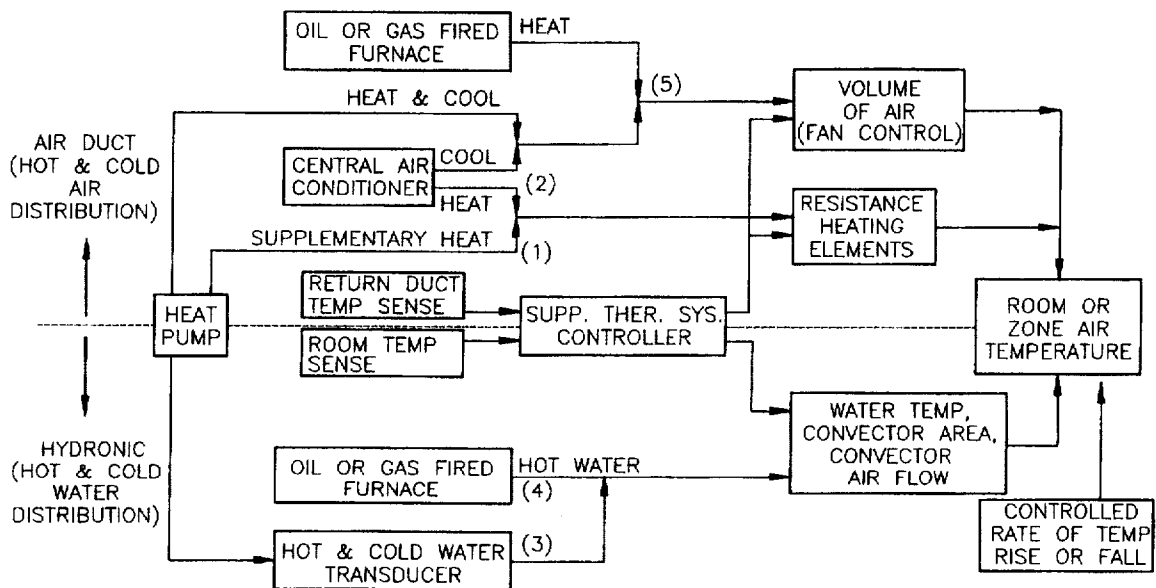 OIL OR GAS FIRED
FURNACE
HEAT
(5)
HEAT & COOL
VOLUME
OF AIR
(FAN CONTROL)
AIR DUCT
(HOT & COLD
AIR
DISTRIBUTION)
CENTRAL AIR
CONDITIONER
COOL
(2)
HEAT
RESISTANCE
HEATING
ELEMENTS
SUPPLEMENTARY HEAT
(1)
RETURN DUCT
TEMP SENSE
HEAT
PUMP
SUPP. THER. SYS.
CONTROLLER
ROOM OR
ZONE AIR
TEMPERATURE
ROOM TEMP
SENSE
WATER TEMP,
CONVECTOR AREA,
CONVECTOR
AIR FLOW
HYDRONIC
(HOT & COLD
WATER
DISTRIBUTION)
OIL OR GAS FIRED
FURNACE
HOT WATER
(4)
CONTROLLED
RATE OF TEMP
RISE OR FALL
HOT & COLD WATER
TRANSDUCER
(3)